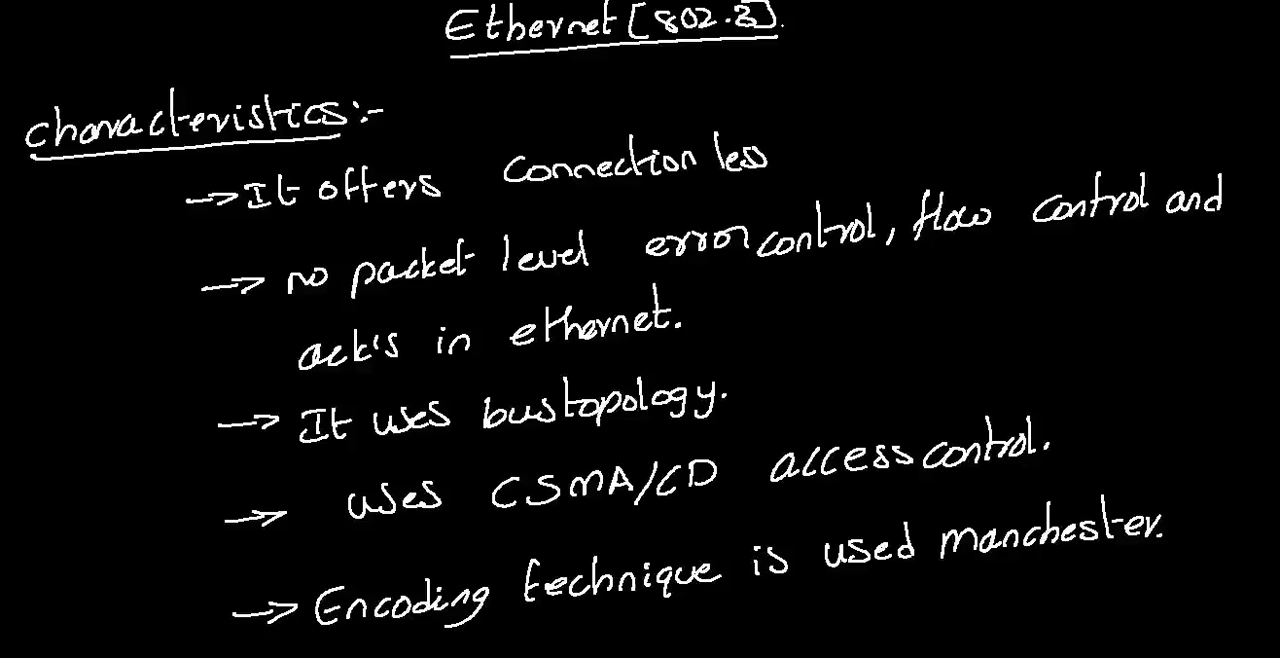 Ethernet [802.3].
Characteristics:-
→ It offers connection less
→ no packet level error control, flow control and
ack's in ethernet.
→ It uses bus topology.
→ uses CSMA/CD access control.
→ Encoding technique is used manchester.